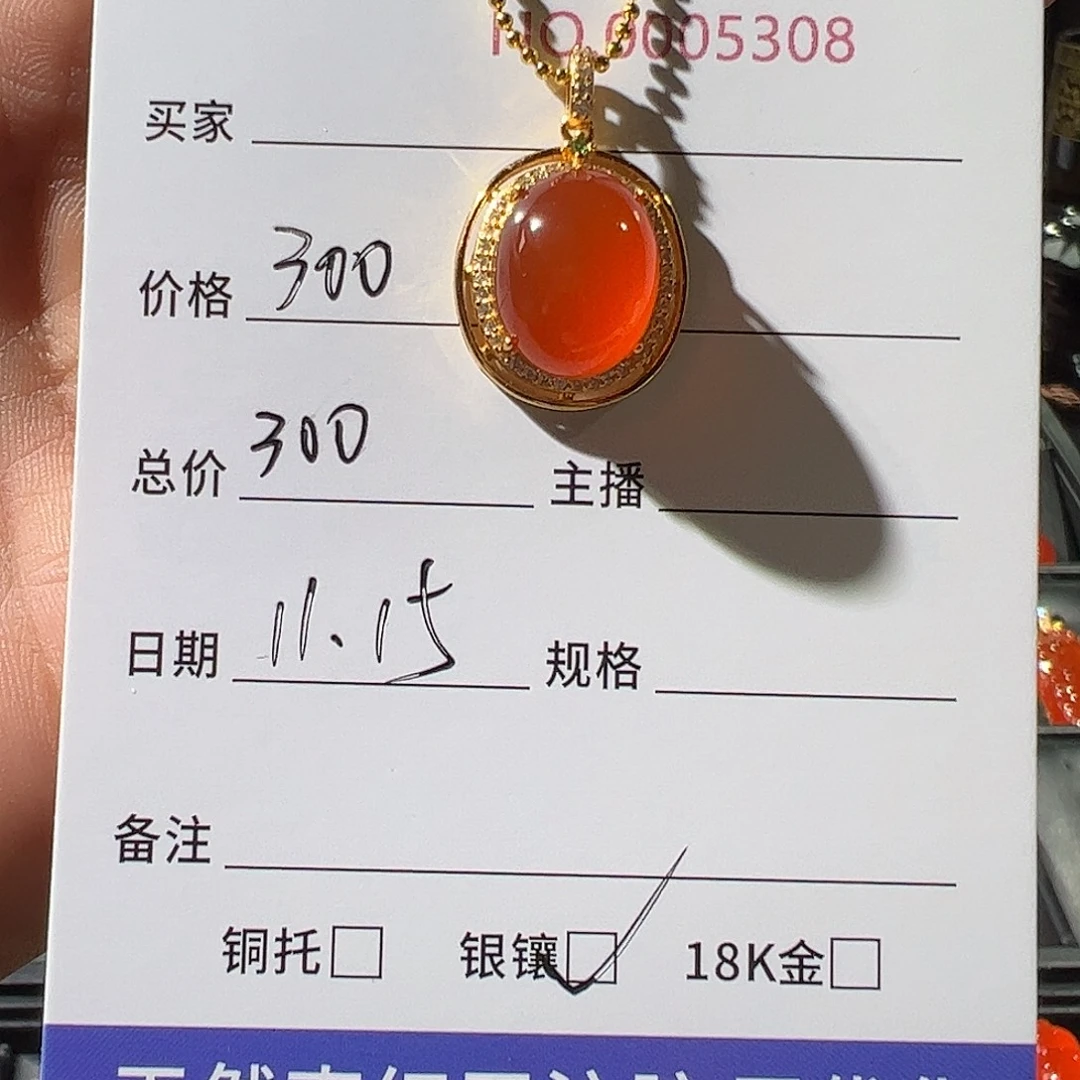 NO 0005308
买家
价格 300
总价 300 主播
日期 11.15 规格
备注
铜托 银镶 18K金